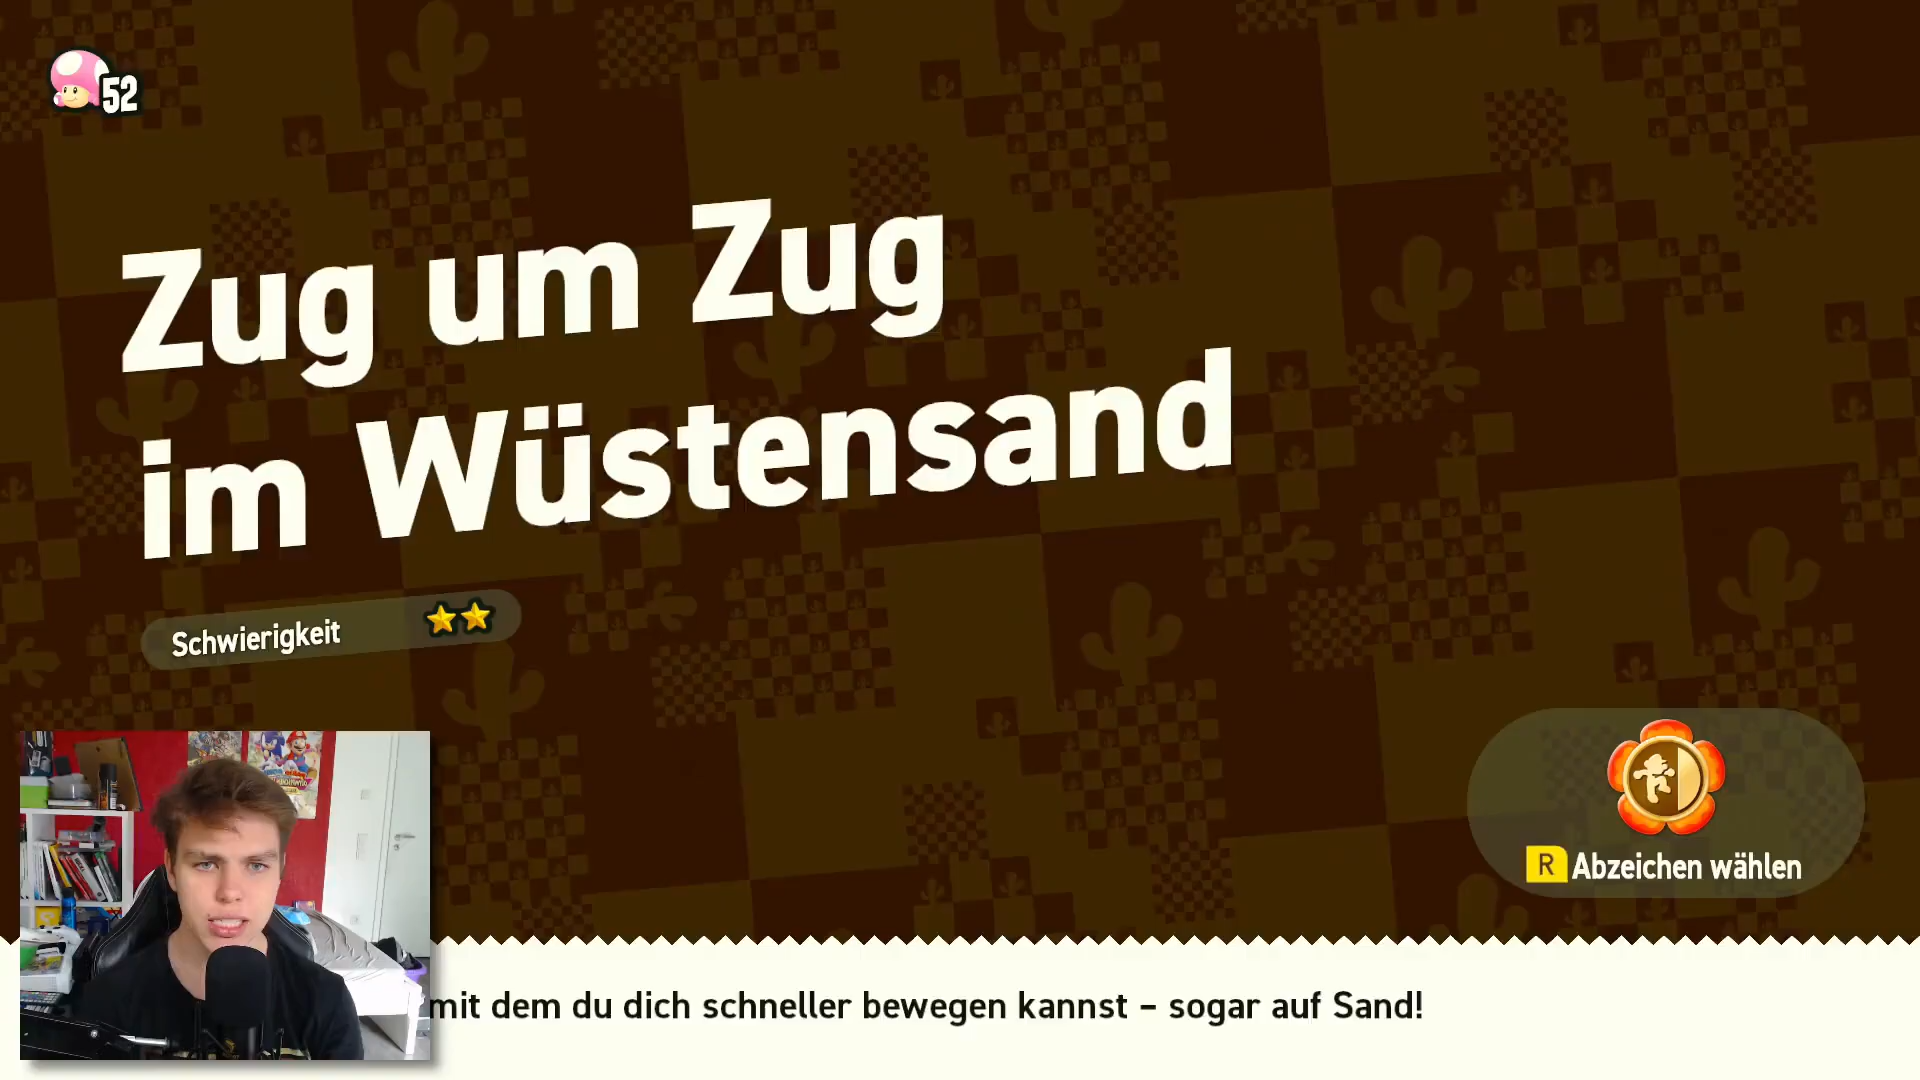 52
Zug um Zug
im Wüstensand
Schwierigkeit
R Abzeichen wählen
mit dem du dich schneller bewegen kannst – sogar auf Sand!